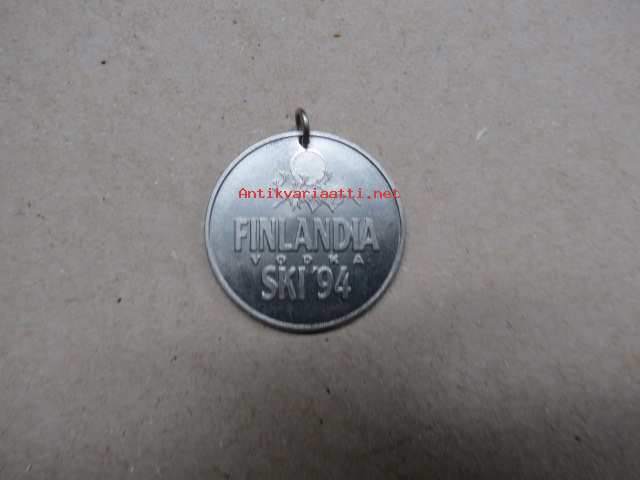 Antikvariaatti.net
FINLANDIA
VODKA
SKI '94